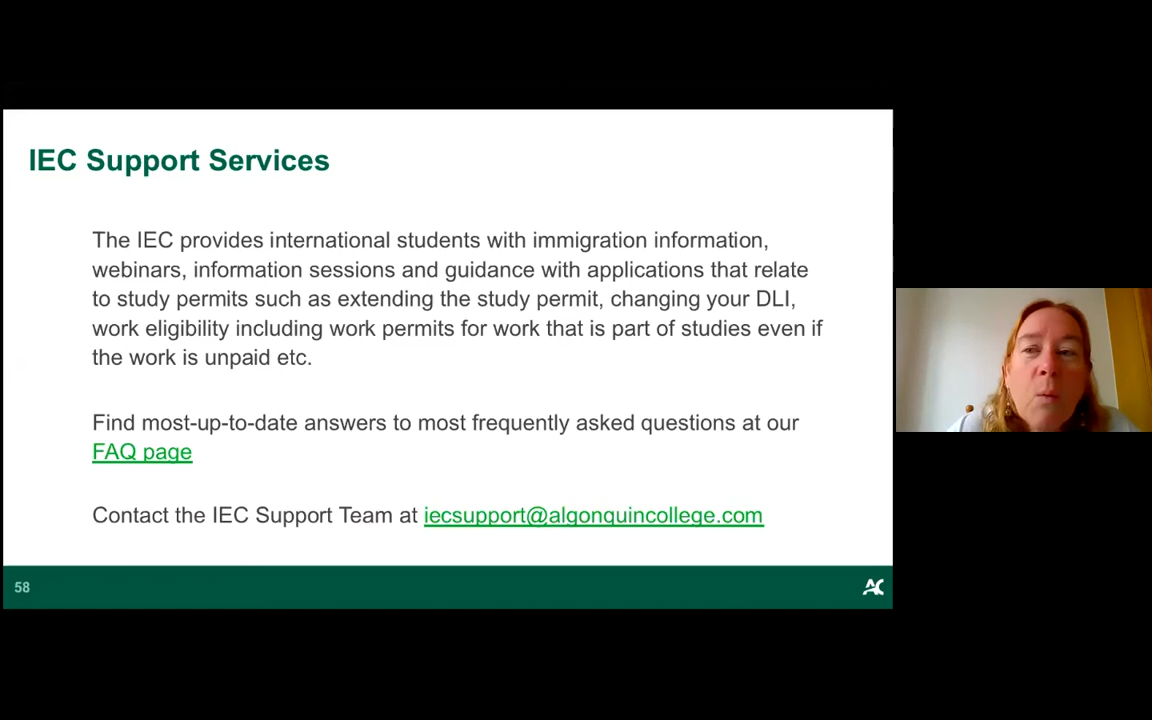 IEC Support Services
The IEC provides international students with immigration information,
webinars, information sessions and guidance with applications that relate
to study permits such as extending the study permit, changing your DLI,
work eligibility including work permits for work that is part of studies even if
the work is unpaid etc.
Find most-up-to-date answers to most frequently asked questions at our
FAQ page
Contact the IEC Support Team at iecsupport@algonquincollege.com
58
AC